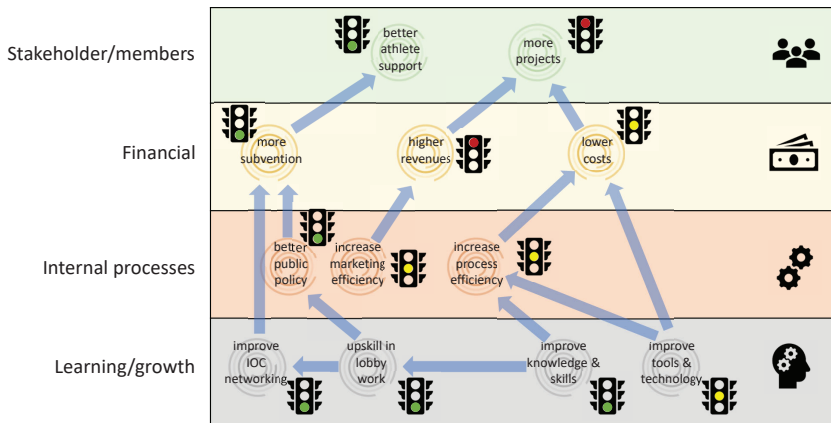 Stakeholder/members
better
athlete
support
more
projects
Financial
more
subvention
higher
revenues
lower
costs
Internal processes
better
public
policy
increase
marketing
efficiency
increase
process
efficiency
Learning/growth
improve
IOC
networking
upskill in
lobby
work
improve
knowledge &
skills
improve
tools &
technology